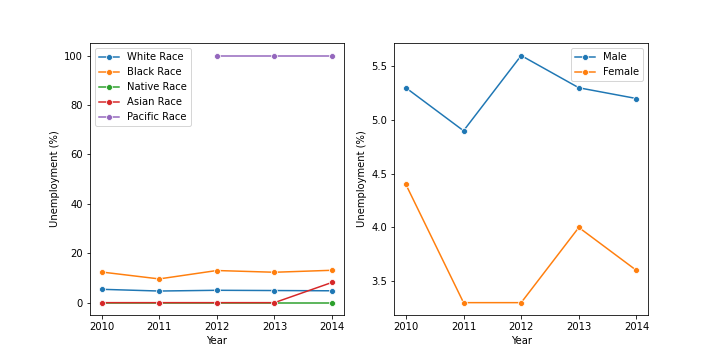 White Race
Black Race
Native Race
Asian Race
Pacific Race
100
80
60
40
20
0
Unemployment (%)
2010 2011 2012 2013 2014
Year
Male
Female
5.5
5.0
4.5
4.0
3.5
Unemployment (%)
2010 2011 2012 2013 2014
Year